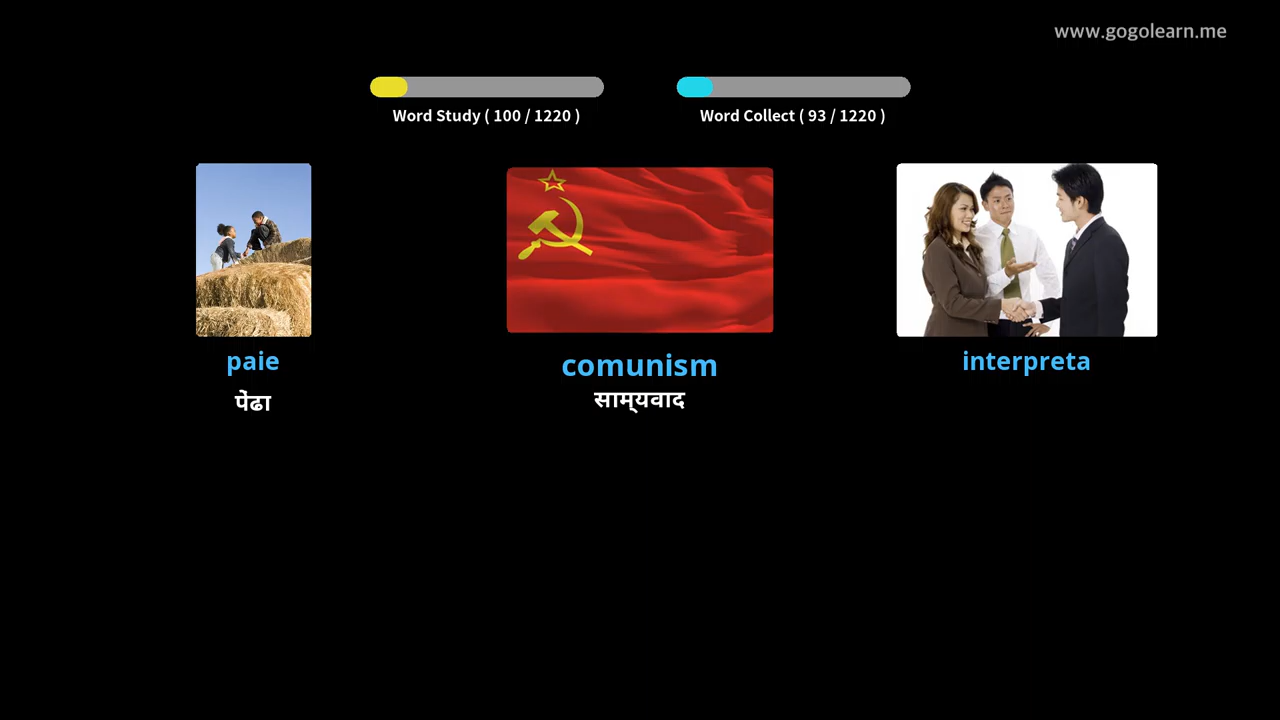 www.gogolearn.me
Word Study ( 100 / 1220 )
Word Collect ( 93 / 1220 )
paie
comunism
interpreta
पेंढा
साम्यवाद